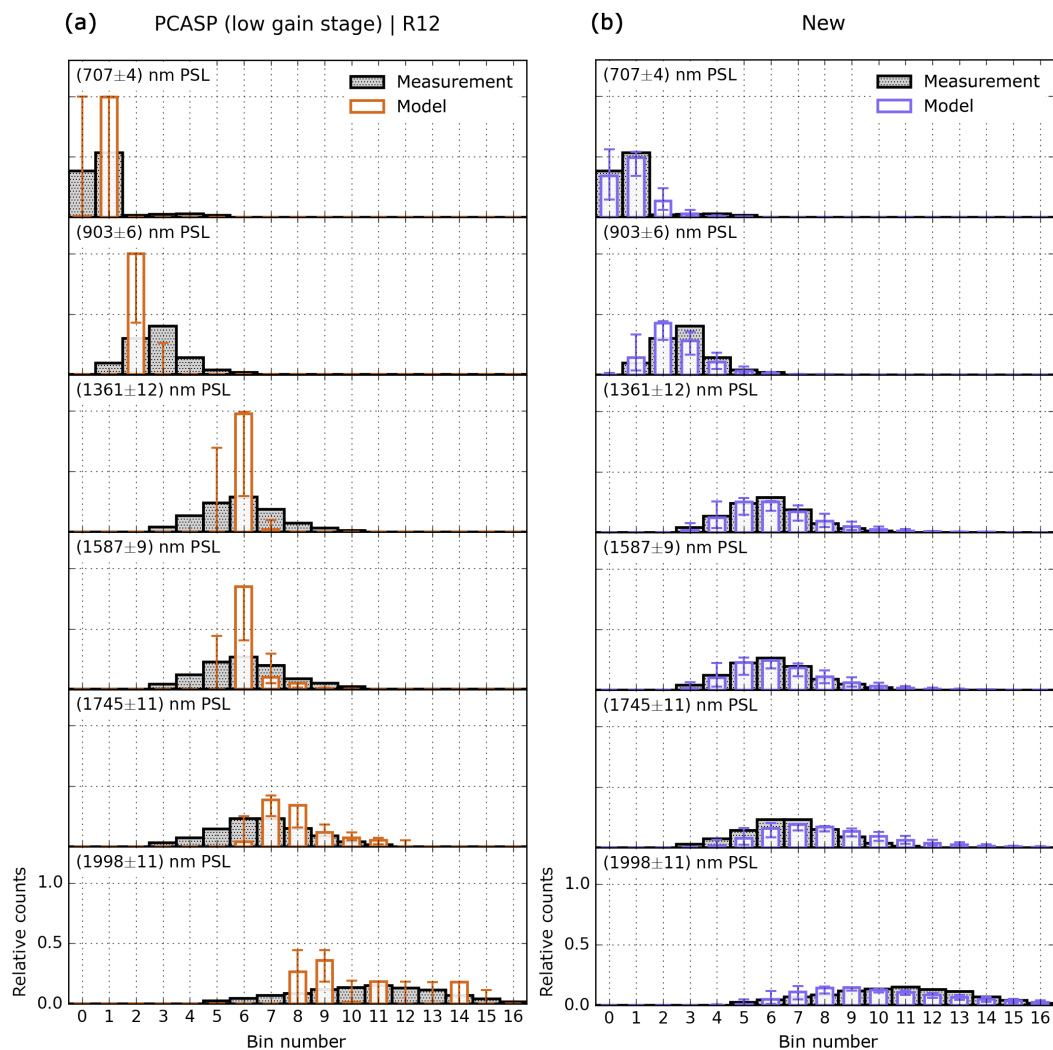 (a) PCASP (low gain stage) | R12
(707±4) nm PSL
Measurement
Model
(903±6) nm PSL
(1361±12) nm PSL
(1587±9) nm PSL
(1745±11) nm PSL
(1998±11) nm PSL
1.0
0.5
0.0
Relative counts
0 1 2 3 4 5 6 7 8 9 10 11 12 13 14 15 16
Bin number
(b) New
(707±4) nm PSL
Measurement
Model
(903±6) nm PSL
(1361±12) nm PSL
(1587±9) nm PSL
(1745±11) nm PSL
(1998±11) nm PSL
1.0
0.5
0.0
Relative counts
0 1 2 3 4 5 6 7 8 9 10 11 12 13 14 15 16
Bin number